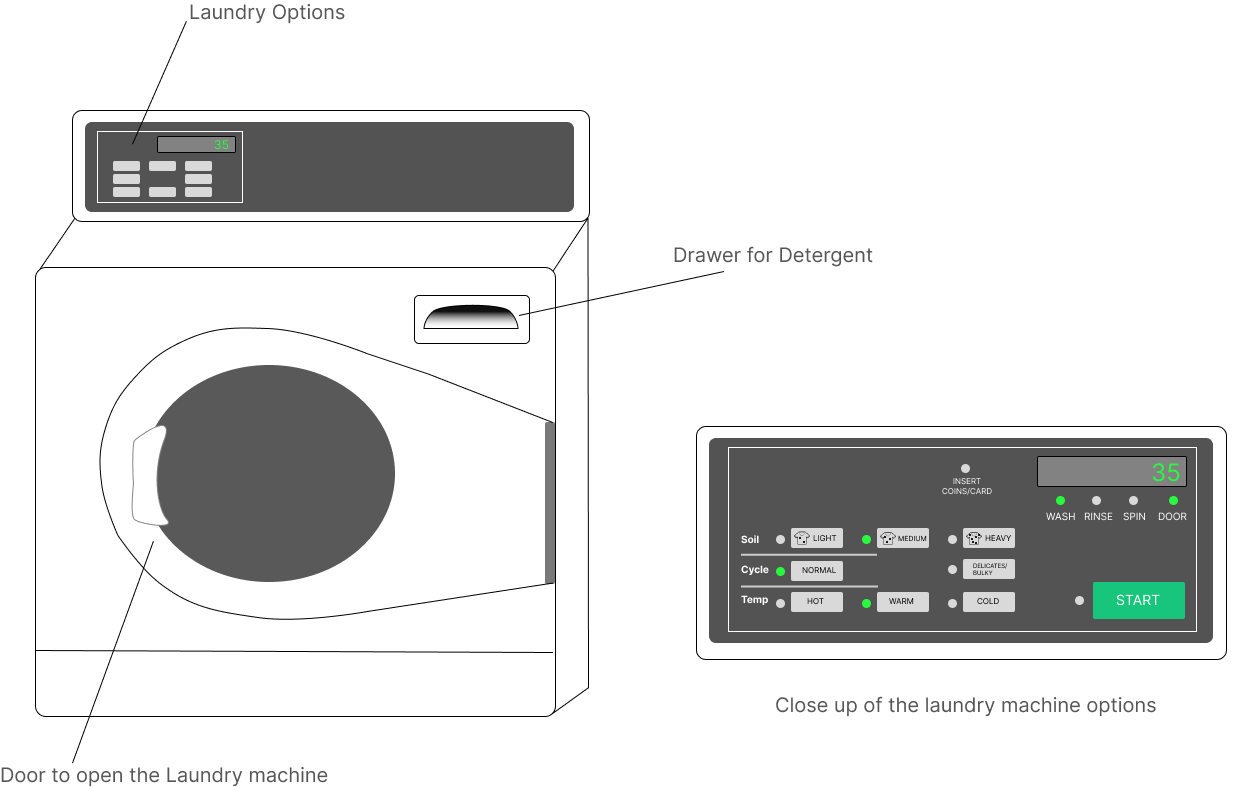 Laundry Options
35
Drawer for Detergent
35
INSERT
COINS/CARD
WASH RINSE SPIN DOOR
Soil LIGHT MEDIUM HEAVY
Cycle NORMAL DELICATES/
BULKY
Temp HOT WARM COLD START
Close up of the laundry machine options
Door to open the Laundry machine